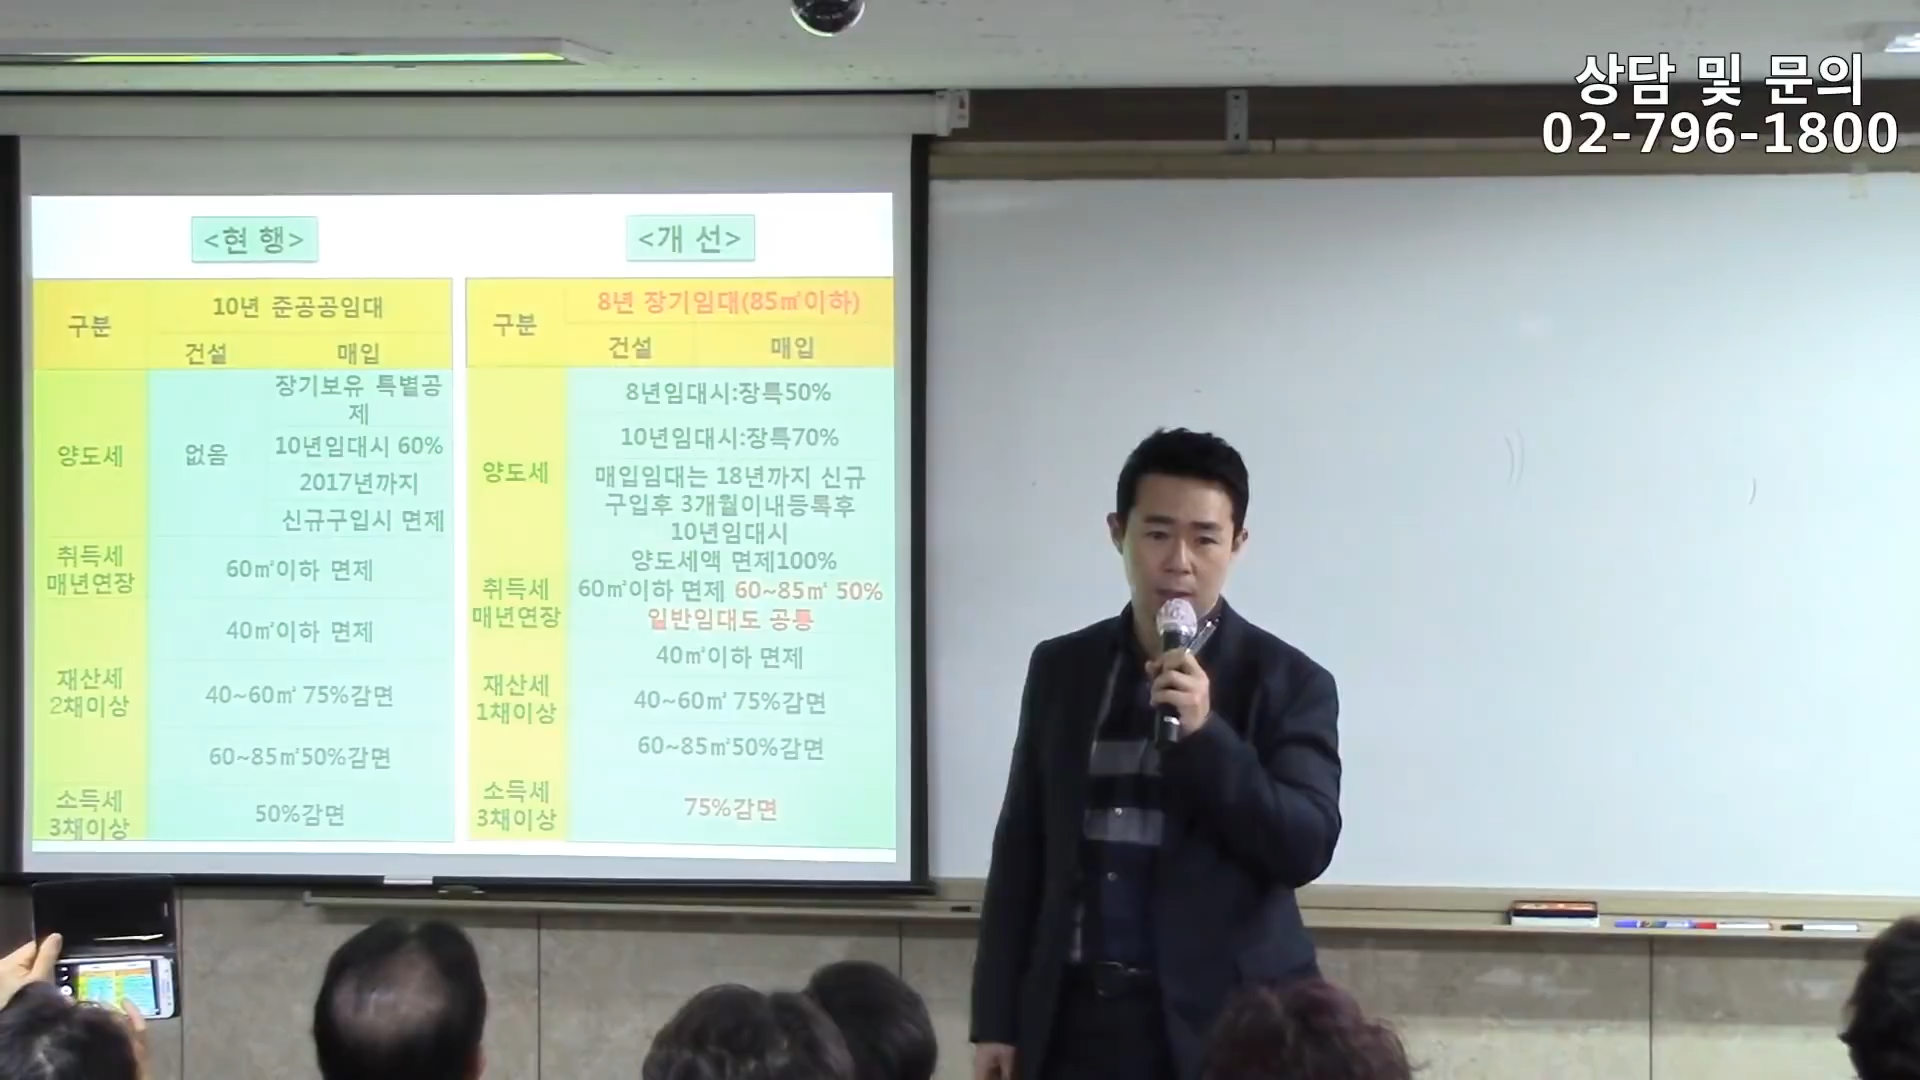 상담 및 문의
02-796-1800
<현 행>
구분
10년 준공공임대
건설
매입
양도세
없음
장기보유 특별공
제
10년임대시 60%
2017년까지
신규구입시 면제
취득세
매년연장
60㎡이하 면제
재산세
2채이상
40㎡이하 면제
40~60㎡ 75%감면
60~85㎡50%감면
소득세
3채이상
50%감면
<개 선>
구분
8년 장기임대(85㎡이하)
건설
매입
양도세
8년임대시:장특50%
10년임대시:장특70%
매입임대는 18년까지 신규
구입후 3개월이내등록후
10년임대시
양도세액 면제100%
취득세
매년연장
60㎡이하 면제 60~85㎡ 50%
일반임대도 공통
재산세
1채이상
40㎡이하 면제
40~60㎡ 75%감면
60~85㎡50%감면
소득세
3채이상
75%감면